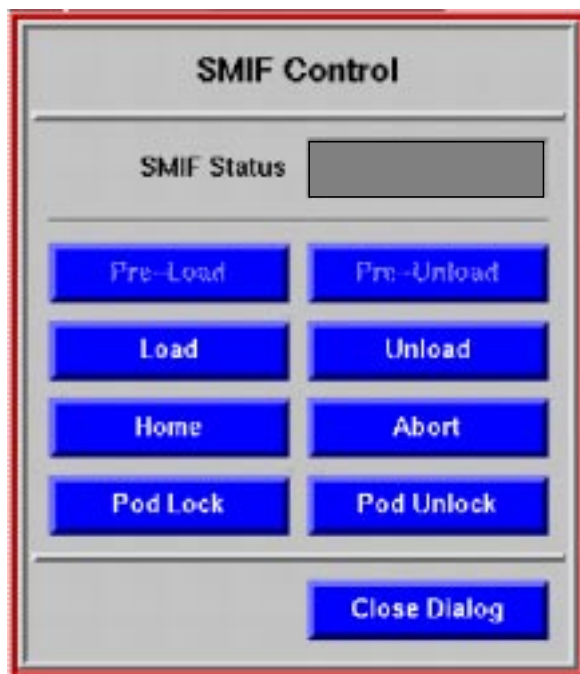 SMIF Control
SMIF Status
Pre-Load Pre-Unload
Load Unload
Home Abort
Pod Lock Pod Unlock
Close Dialog